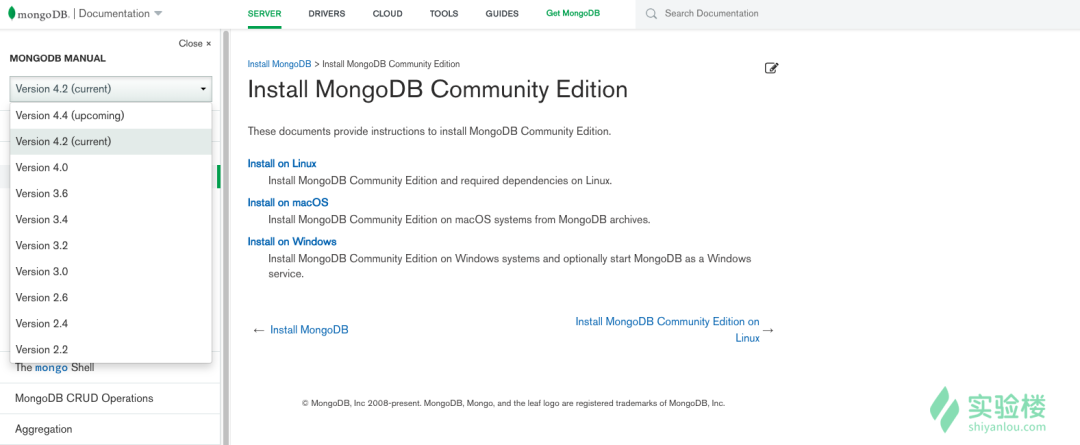 mongoDB. | Documentation
SERVER DRIVERS CLOUD TOOLS GUIDES Get MongoDB Search Documentation
Close ×
MONGODB MANUAL
Version 4.2 (current)
Version 4.4 (upcoming)
Version 4.2 (current)
Version 4.0
Version 3.6
Version 3.4
Version 3.2
Version 3.0
Version 2.6
Version 2.4
Version 2.2
The mongo Shell
MongoDB CRUD Operations
Aggregation
Install MongoDB > Install MongoDB Community Edition
Install MongoDB Community Edition
These documents provide instructions to install MongoDB Community Edition.
Install on Linux
Install MongoDB Community Edition and required dependencies on Linux.
Install on macOS
Install MongoDB Community Edition on macOS systems from MongoDB archives.
Install on Windows
Install MongoDB Community Edition on Windows systems and optionally start MongoDB as a Windows
service.
← Install MongoDB
Install MongoDB Community Edition on
Linux →
© MongoDB, Inc 2008-present. MongoDB, Mongo, and the leaf logo are registered trademarks of MongoDB, Inc.
实验楼
shiyanlou.com